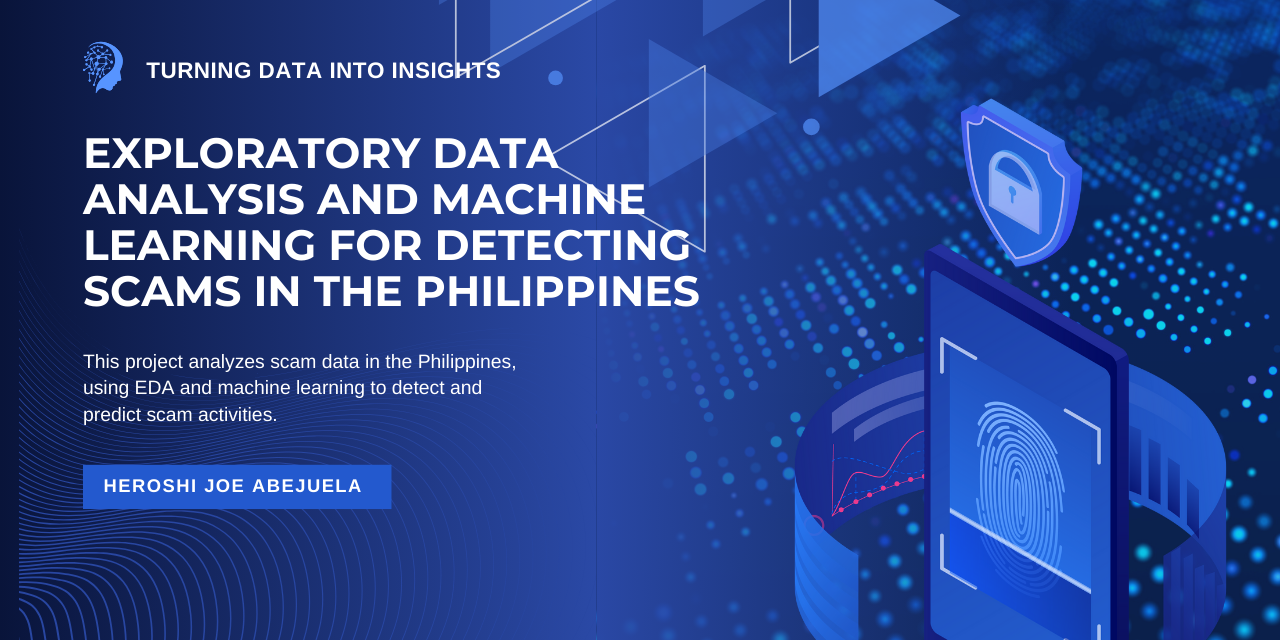 TURNING DATA INTO INSIGHTS
EXPLORATORY DATA
ANALYSIS AND MACHINE
LEARNING FOR DETECTING
SCAMS IN THE PHILIPPINES
This project analyzes scam data in the Philippines,
using EDA and machine learning to detect and
predict scam activities.
HEROSHI JOE ABEJUELA